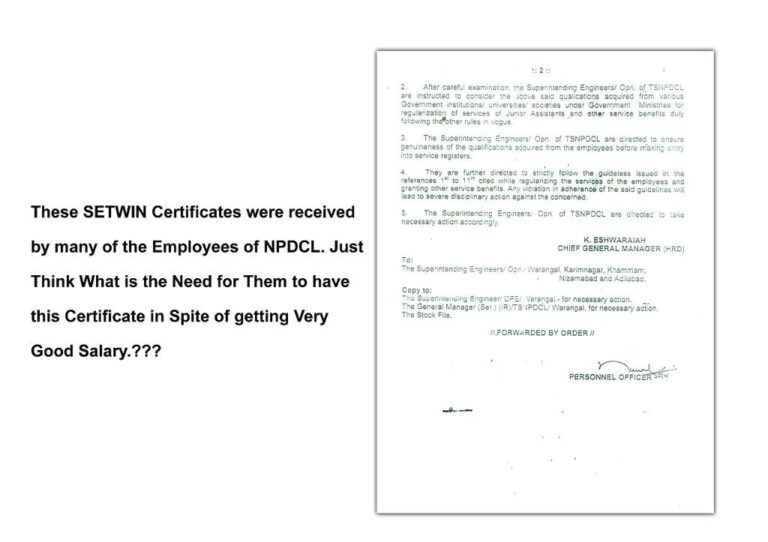 These SETWIN Certificates were received
by many of the Employees of NPDCL. Just
Think What is the Need for Them to have
this Certificate in Spite of getting Very
Good Salary.???
:: 2 ::
2. After careful examination, the Superintending Engineers/ Opn. of TSNPDCL
are instructed to consider the above said qualications acquired from various
Government institutions/ universities/ societies under Government Ministries for
regularization of services of Junior Assistants and other service benefits duly
following the other rules in vogue.
3. The Superintending Engineers/ Opn. of TSNPDCL are directed to ensure
genuineness of the qualifications acquired from the employees before making entry
into service registers.
4. They are further directed to strictly follow the guideless issued in the
references 1st to 11th cited while regularizing the services of the employees and
granting other service benefits. Any violation in adherence of the said guidelines will
lead to severe disciplinary action against the concerned.
5. The Superintending Engineers/ Opn. of TSNPDCL are directed to take
necessary action accordingly.
K. ESHWARAIAH
CHIEF GENERAL MANAGER (HRD)
To:
The Superintending Engineers/ Opn./ Warangal, Karimnagar, Khammam,
Nizamabad and Adilabad,
Copy to:
The Superintending Engineer/ DPE/ Warangal.- for necessary action.
The General Manager (Ser.) (IR)/TSNPDCL/ Warangal, for necessary action.
The Stock File.
//.FORWARDED BY ORDER //
PERSONNEL OFFICER